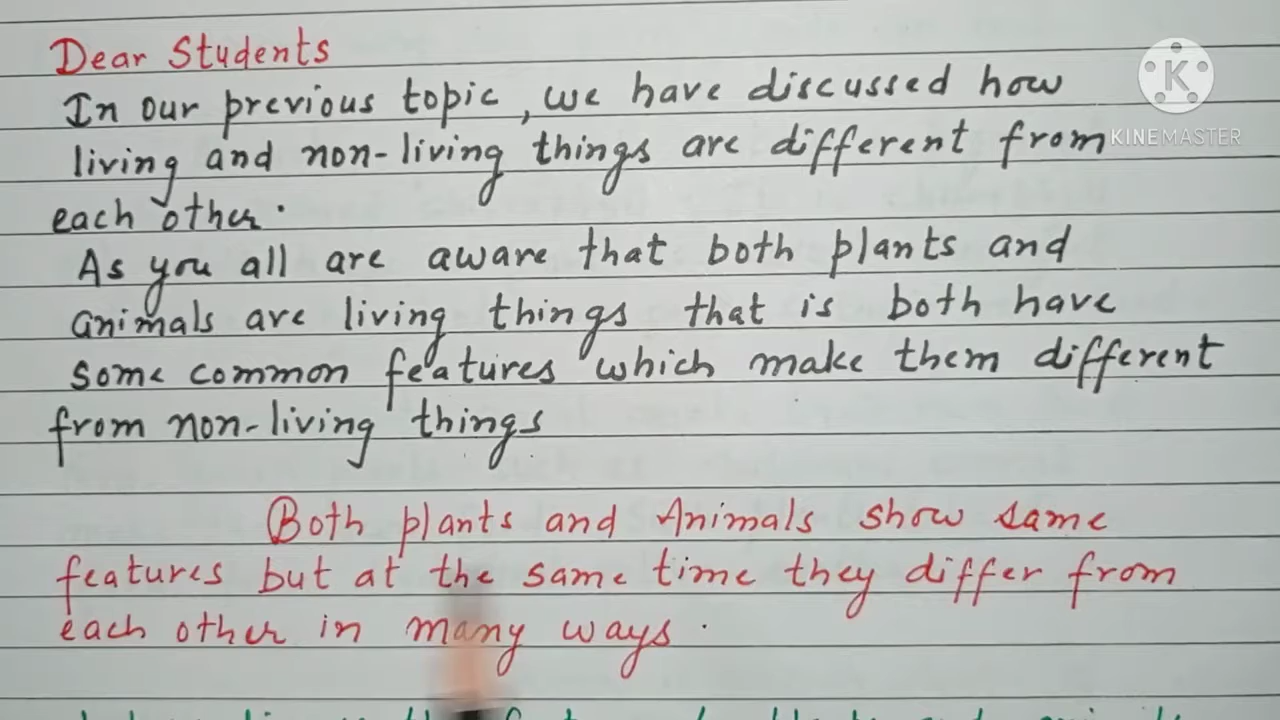 Dear Students
In our previous topic, we have discussed how
living and non-living things are different from
each other.
As you all are aware that both plants and
animals are living things that is both have
some common features which make them different
from non-living things
Both plants and Animals show same
features but at the same time they differ from
each other in many ways.
K
KINEMASTER